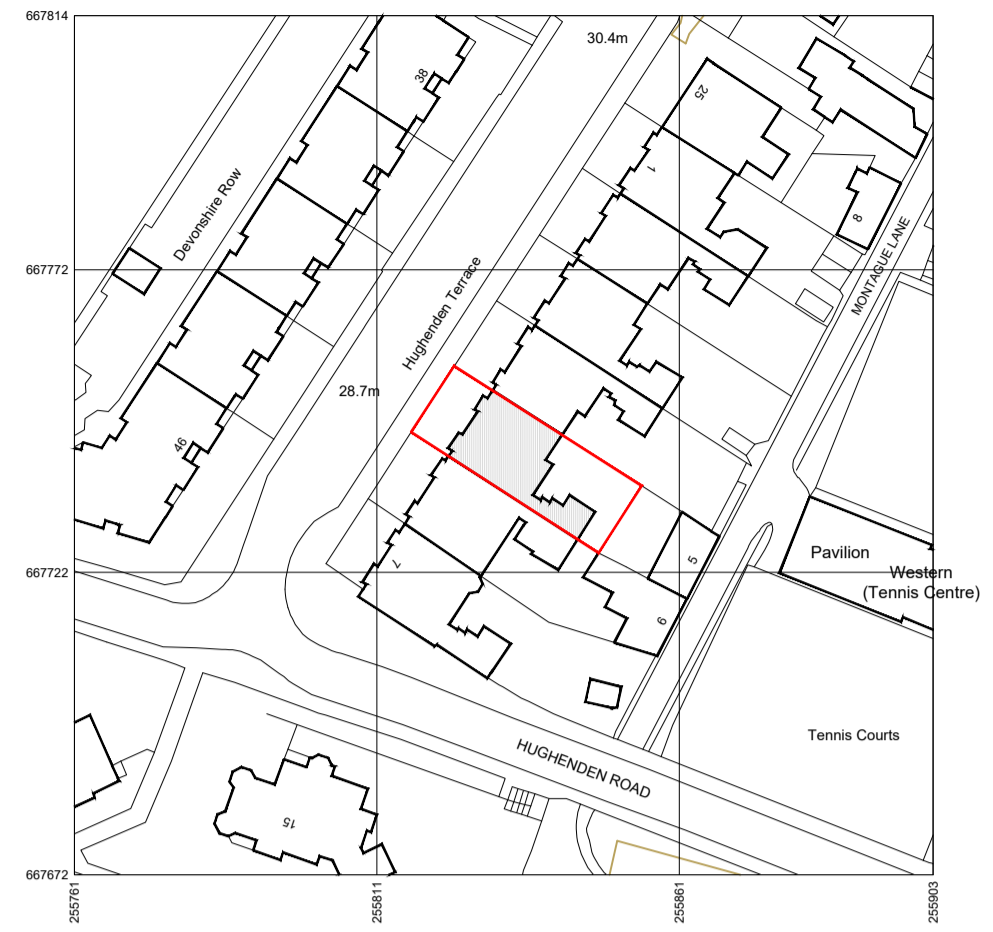 667814
30.4m
38
25
Devonshire Row
1
8
MONTAGUE LANE
667772
Hughenden Terrace
28.7m
46
Pavilion
Western
(Tennis Centre)
5
7
667722
6
Tennis Courts
HUGHENDEN ROAD
15
667672
255761
255811
255861
255903